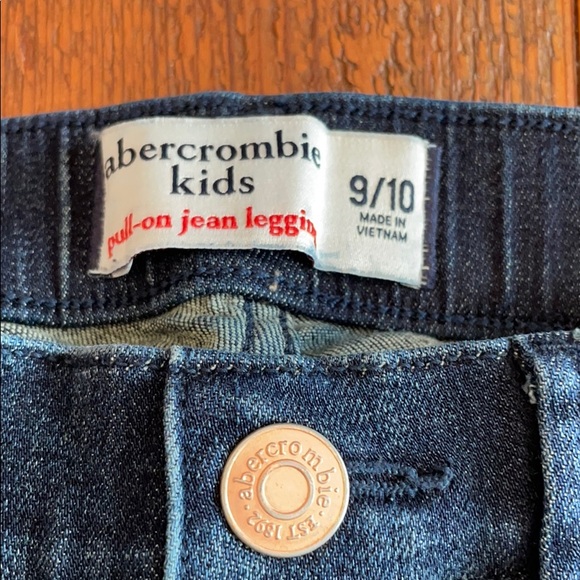 abercrombie
kids
pull-on jean leggin
9/10
MADE IN
VIETNAM
abercrombie
· EST 1892 ·